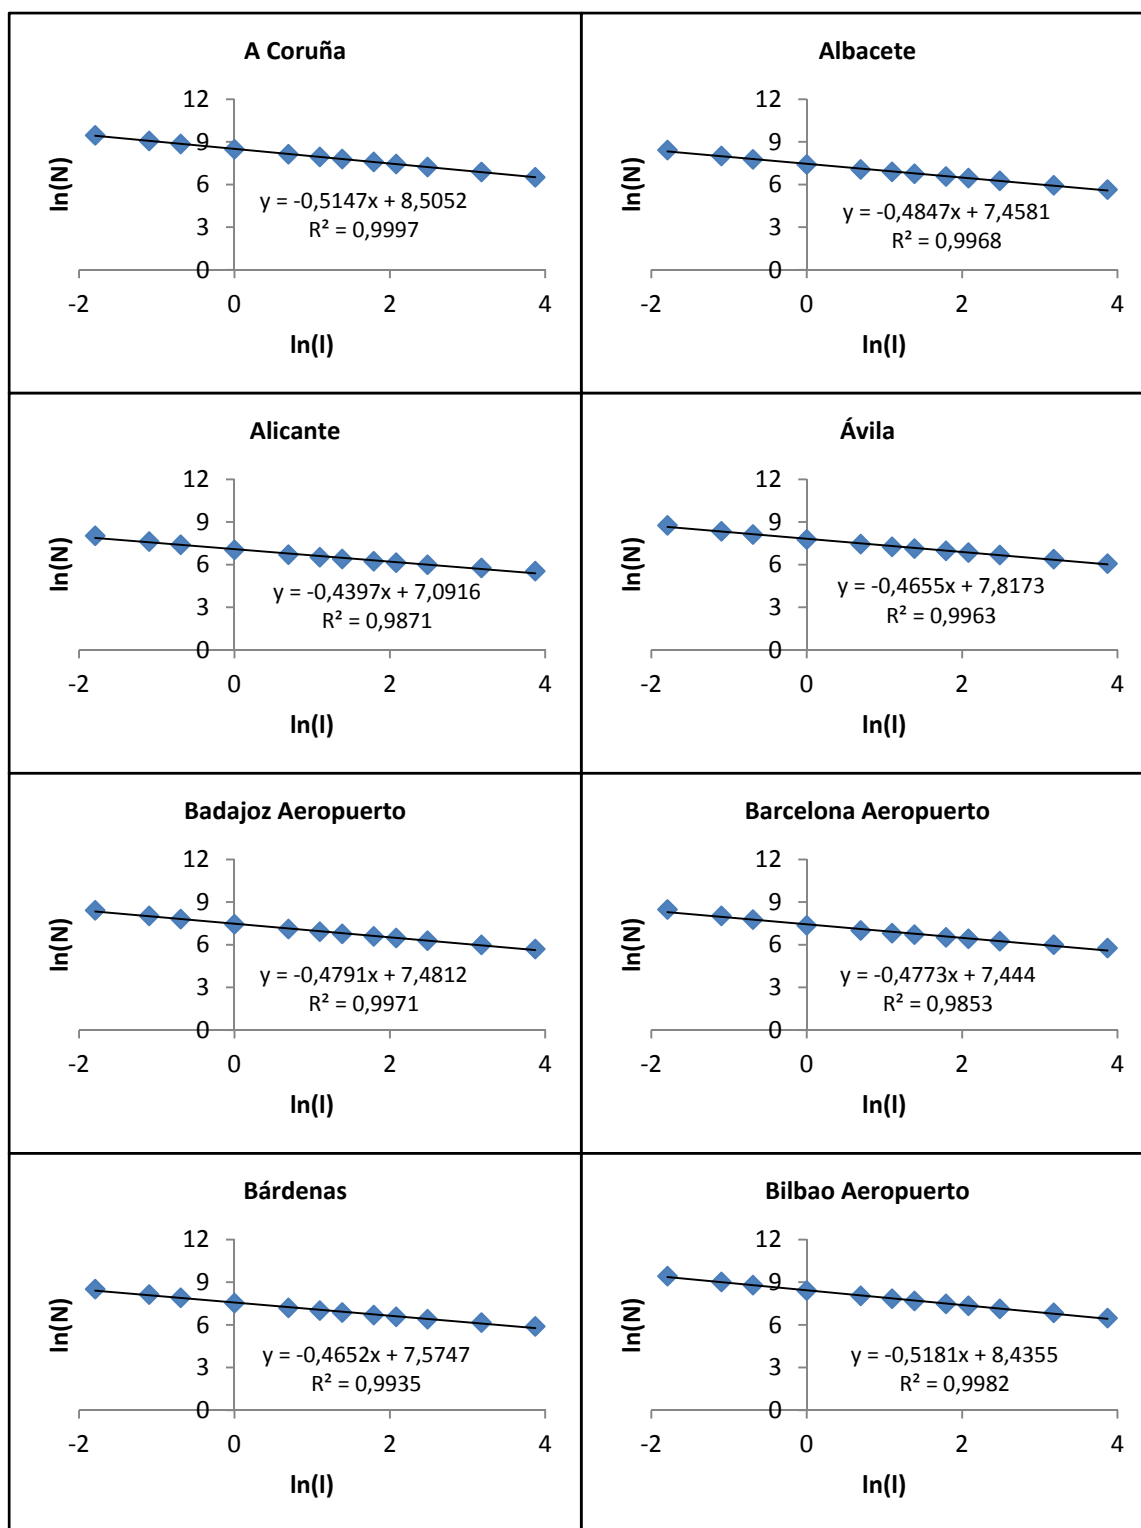 A Coruña
12
9
6
3
0
ln(N)
y = -0,5147x + 8,5052
R² = 0,9997
-2 0 2 4
ln(l)
Albacete
12
9
6
3
0
ln(N)
y = -0,4847x + 7,4581
R² = 0,9968
-2 0 2 4
ln(l)
Alicante
12
9
6
3
0
ln(N)
y = -0,4397x + 7,0916
R² = 0,9871
-2 0 2 4
ln(l)
Ávila
12
9
6
3
0
ln(N)
y = -0,4655x + 7,8173
R² = 0,9963
-2 0 2 4
ln(l)
Badajoz Aeropuerto
12
9
6
3
0
ln(N)
y = -0,4791x + 7,4812
R² = 0,9971
-2 0 2 4
ln(l)
Barcelona Aeropuerto
12
9
6
3
0
ln(N)
y = -0,4773x + 7,444
R² = 0,9853
-2 0 2 4
ln(l)
Bárdenas
12
9
6
3
0
ln(N)
y = -0,4652x + 7,5747
R² = 0,9935
-2 0 2 4
ln(l)
Bilbao Aeropuerto
12
9
6
3
0
ln(N)
y = -0,5181x + 8,4355
R² = 0,9982
-2 0 2 4
ln(l)